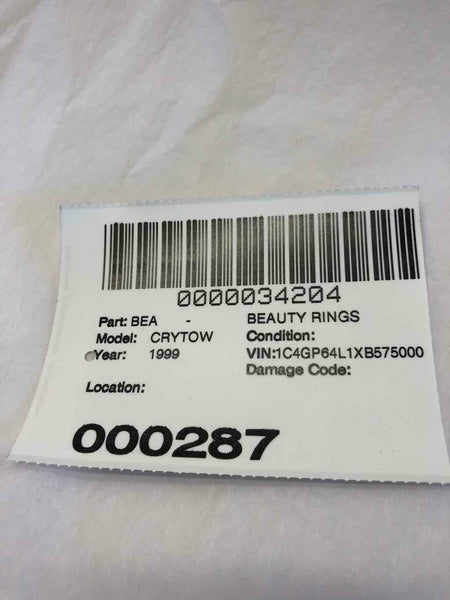 0000034204
Part: BEA - BEAUTY RINGS
Model: CRYTOW Condition:
Year: 1999 VIN:1C4GP64L1XB575000
Damage Code:
Location:
000287